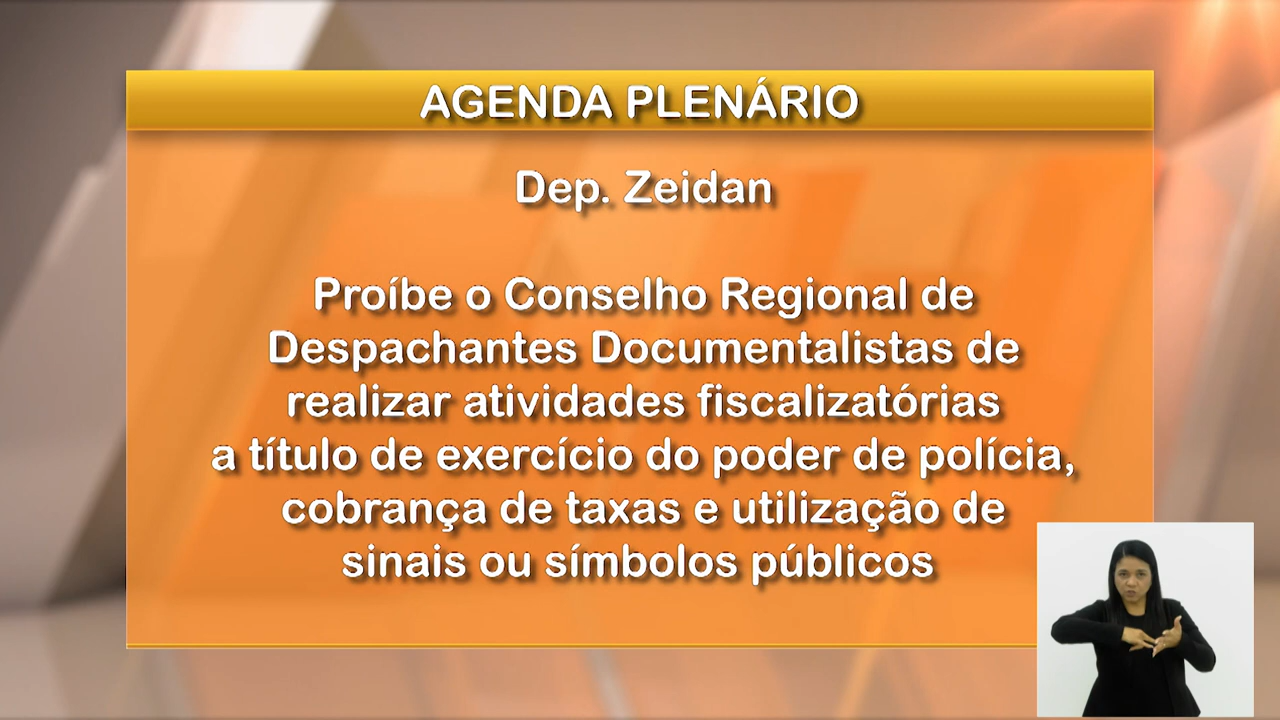 AGENDA PLENÁRIO
Dep. Zeidan
Proíbe o Conselho Regional de
Despachantes Documentalistas de
realizar atividades fiscalizatórias
a título de exercício do poder de polícia,
cobrança de taxas e utilização de
sinais ou símbolos públicos